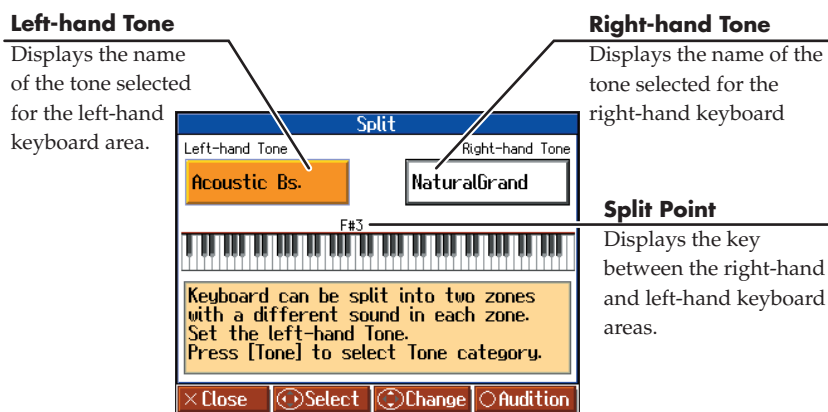 Left-hand Tone
Displays the name
of the tone selected
for the left-hand
keyboard area.
Right-hand Tone
Displays the name of the
tone selected for the
right-hand keyboard
Split
Left-hand Tone
Right-hand Tone
Acoustic Bs.
NaturalGrand
F#3
Split Point
Displays the key
between the right-hand
and left-hand keyboard
areas.
Keyboard can be split into two zones
with a different sound in each zone.
Set the left-hand Tone.
Press [Tone] to select Tone category.
×Close Select Change Audition